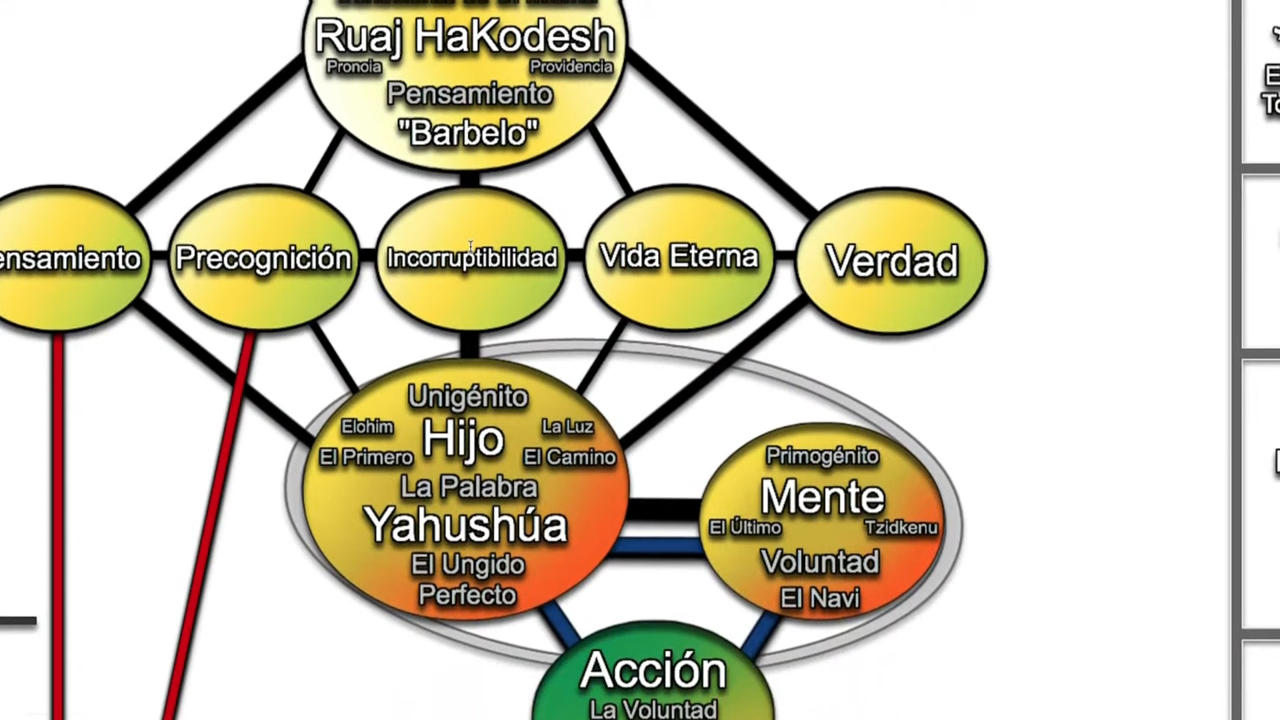 Ruaj HaKodesh
Pronoia Providencia
Pensamiento
"Barbelo"
ensamiento Precognición Incorruptibilidad Vida Eterna Verdad
Unigénito
Elohim Hijo La Luz
El Primero El Camino
La Palabra
Yahushúa
El Ungido
Perfecto
Primogénito
Mente
El Último Tzidkenu
Voluntad
El Navi
Acción
La Voluntad